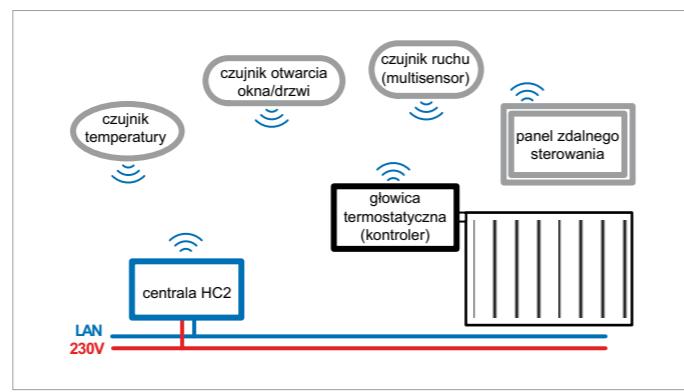 czujnik ruchu
(multisensor)
czujnik otwarcia
okna/drzwi
czujnik
temperatury
panel zdalnego
sterowania
głowica
termostatyczna
(kontroler)
centrala HC2
LAN
230V